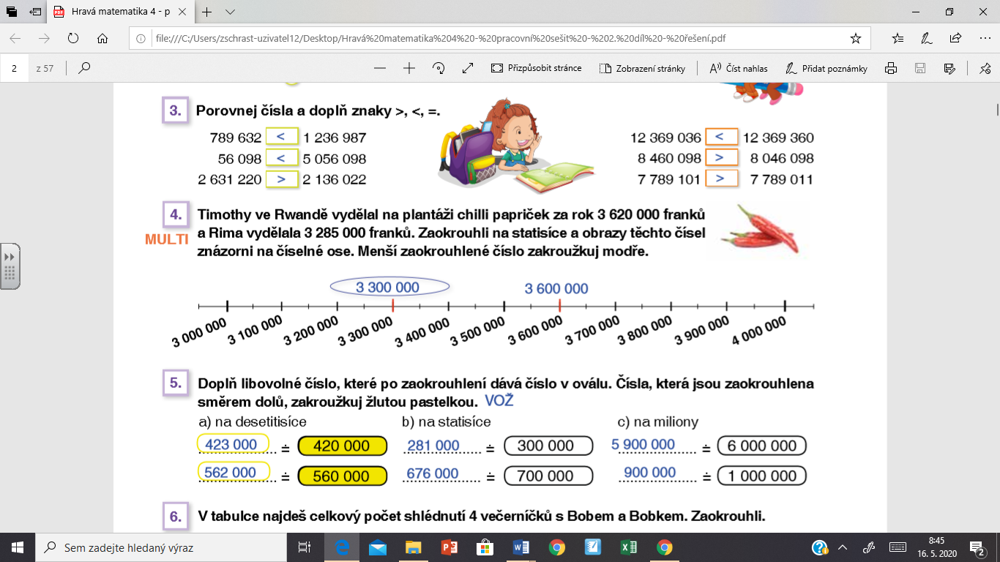 Hravá matematika 4 - p
file:///C:/Users/zschrast-uzivatel12/Desktop/Hravá%20matematika%204%20-%20pracovní%20sešit%20-%202.%20díl%20-%20řešení.pdf
2 z 57 Přizpůsobit stránce Zobrazení stránky Číst nahlas Přidat poznámky
3. Porovnej čísla a doplň znaky >, <, =.
789 632 < 1 236 987 12 369 036 < 12 369 360
56 098 < 5 056 098 8 460 098 > 8 046 098
2 631 220 > 2 136 022 7 789 101 > 7 789 011
4. Timothy ve Rwandě vydělal na plantáži chilli papriček za rok 3 620 000 franků
MULTI a Rima vydělala 3 285 000 franků. Zaokrouhli na statisíce a obrazy těchto čísel
znázorni na číselné ose. Menší zaokrouhlené číslo zakroužkuj modře.
3 300 000 3 600 000
3 000 000 3 100 000 3 200 000 3 300 000 3 400 000 3 500 000 3 600 000 3 700 000 3 800 000 3 900 000 4 000 000
5. Doplň libovolné číslo, které po zaokrouhlení dává číslo v oválu. Čísla, která jsou zaokrouhlena
směrem dolů, zakroužkuj žlutou pastelkou. VOŽ
a) na desetitisíce b) na statisíce c) na miliony
423 000 ≐ 420 000 281 000 ≐ 300 000 5 900 000 ≐ 6 000 000
562 000 ≐ 560 000 676 000 ≐ 700 000 900 000 ≐ 1 000 000
6. V tabulce najdeš celkový počet shlédnutí 4 večerníčků s Bobem a Bobkem. Zaokrouhli.
Sem zadejte hledaný výraz
8:45
16. 5. 2020
2